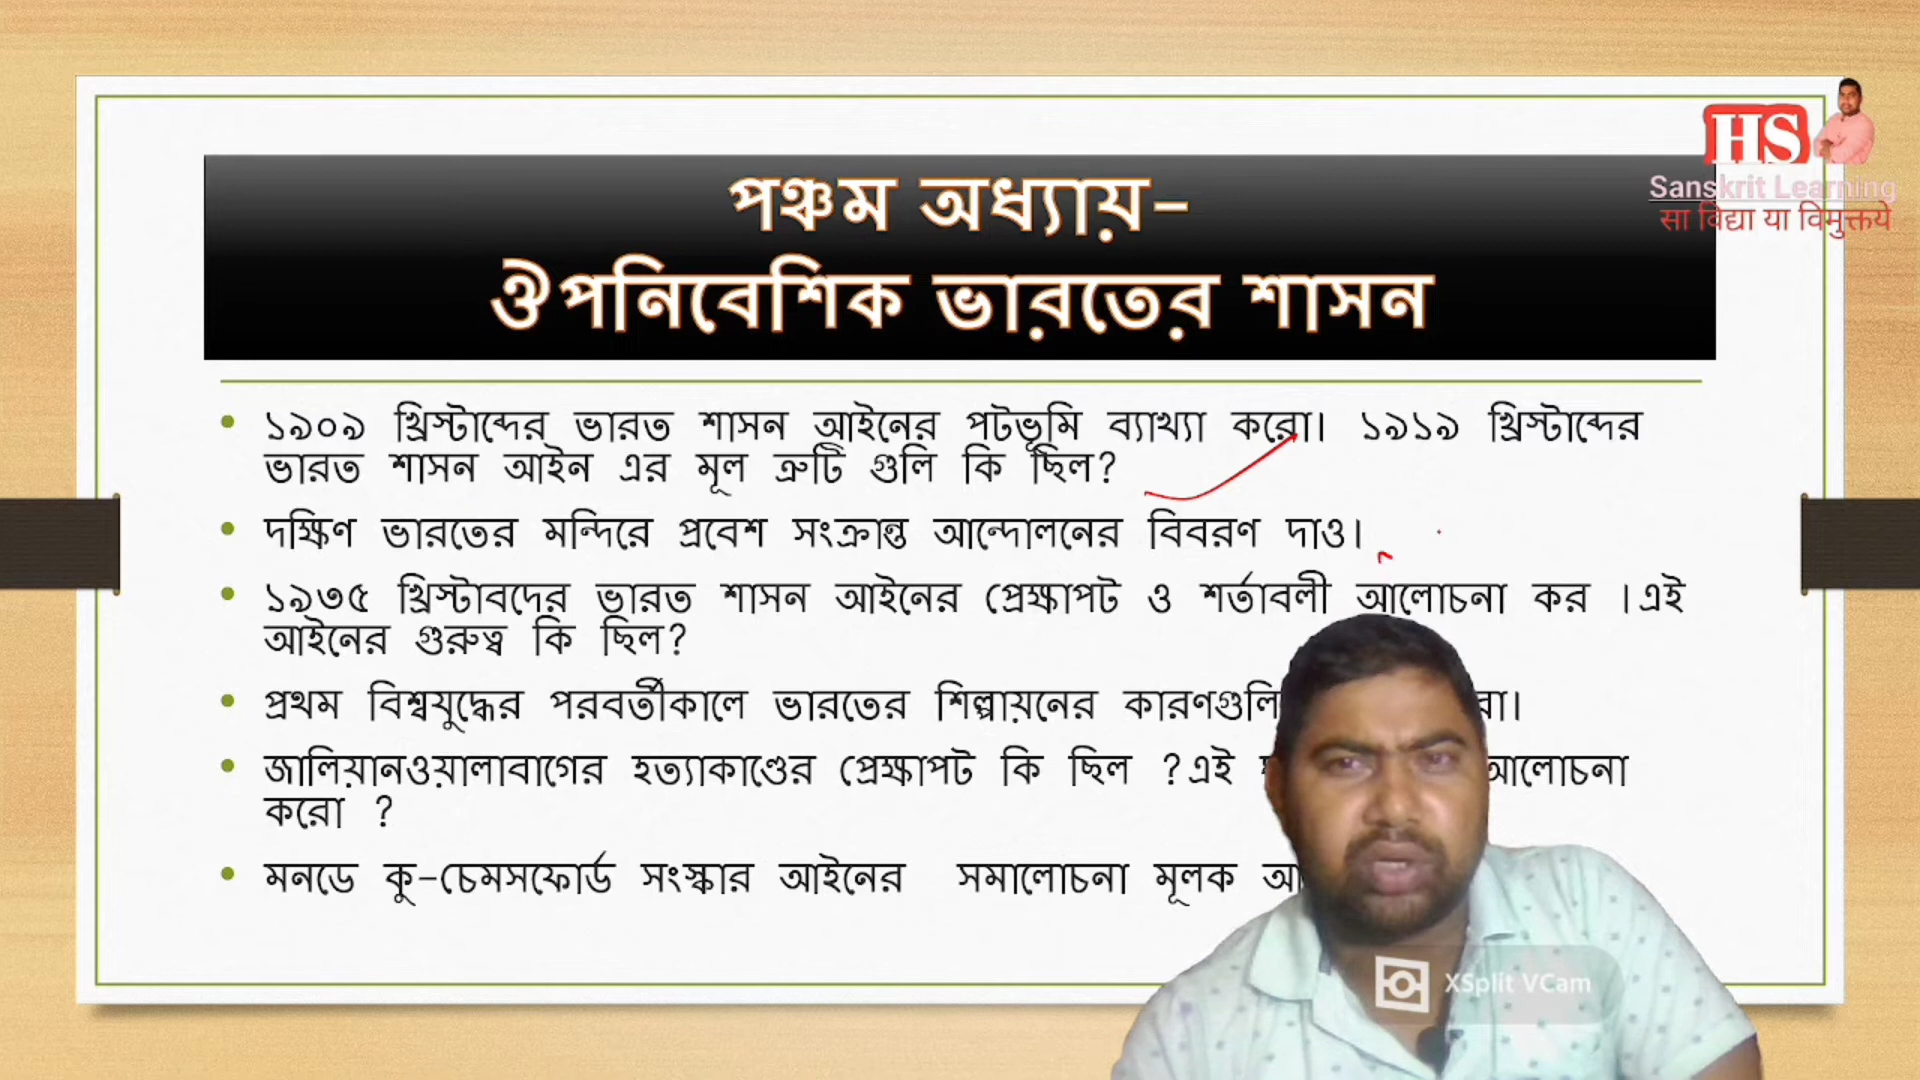 পঞ্চম অধ্যায়–
ঔপনিবেশিক ভারতের শাসন
HS
Sanskrit Learning
सा विद्या या विमुक्तये
• ১৯০৯ খ্রিস্টাব্দের ভারত শাসন আইনের পটভূমি ব্যাখ্যা করো। ১৯১৯ খ্রিস্টাব্দের
ভারত শাসন আইন এর মূল ত্রুটি গুলি কি ছিল?
• দক্ষিণ ভারতের মন্দিরে প্রবেশ সংক্রান্ত আন্দোলনের বিবরণ দাও।
• ১৯৩৫ খ্রিস্টাবদের ভারত শাসন আইনের প্রেক্ষাপট ও শর্তাবলী আলোচনা কর ।এই
আইনের গুরুত্ব কি ছিল?
• প্রথম বিশ্বযুদ্ধের পরবর্তীকালে ভারতের শিল্পায়নের কারণগুলি
• জালিয়ানওয়ালাবাগের হত্যাকাণ্ডের প্রেক্ষাপট কি ছিল ?এই আলোচনা
করো ?
• মনডে কু-চেমসফোর্ড সংস্কার আইনের সমালোচনা মূলক
XSplit VCam